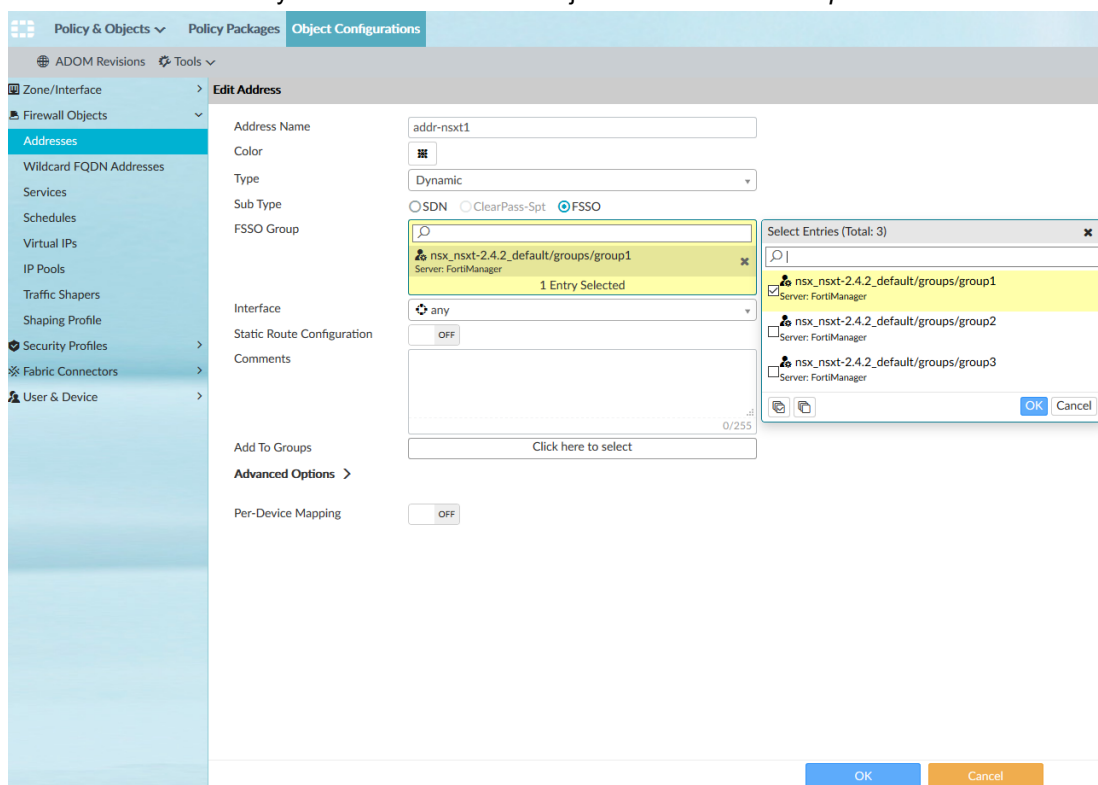 Policy & Objects Policy Packages Object Configurations
ADOM Revisions Tools
Zone/Interface
Firewall Objects
Addresses
Wildcard FQDN Addresses
Services
Schedules
Virtual IPs
IP Pools
Traffic Shapers
Shaping Profile
Security Profiles
Fabric Connectors
User & Device
Edit Address
Address Name addr-nsxt1
Color
Type Dynamic
Sub Type SDN ClearPass-Spt FSSO
FSSO Group
nsx_nsxt-2.4.2_default/groups/group1
Server: FortiManager
1 Entry Selected
Interface any
Static Route Configuration OFF
Comments
0/255
Add To Groups Click here to select
Advanced Options >
Per-Device Mapping OFF
Select Entries (Total: 3)
nsx_nsxt-2.4.2_default/groups/group1
Server: FortiManager
nsx_nsxt-2.4.2_default/groups/group2
Server: FortiManager
nsx_nsxt-2.4.2_default/groups/group3
Server: FortiManager
OK Cancel
OK Cancel